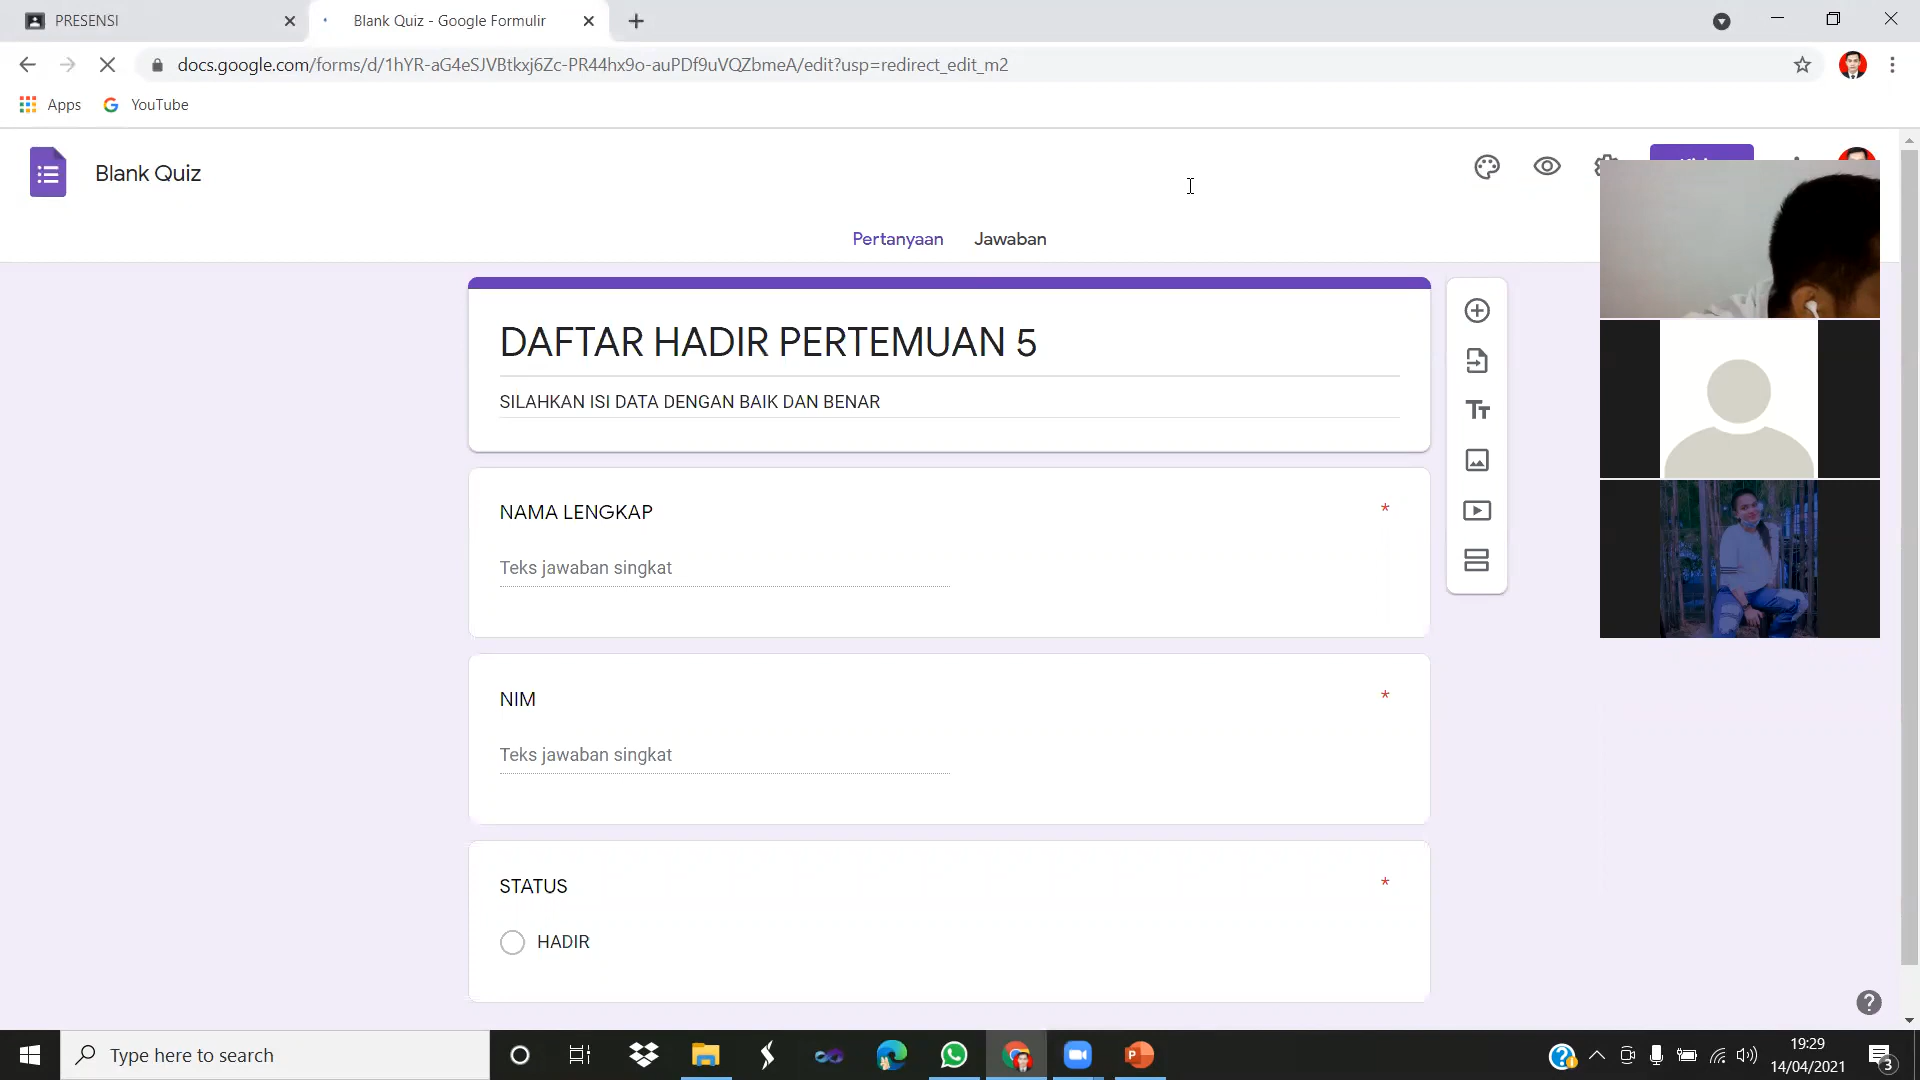 PRESENSI
Blank Quiz - Google Formulir
docs.google.com/forms/d/1hYR-aG4eSJVBtkxj6Zc-PR44hx9o-auPDf9uVQZbmeA/edit?usp=redirect_edit_m2
Apps
YouTube
Blank Quiz
Pertanyaan
Jawaban
DAFTAR HADIR PERTEMUAN 5
SILAHKAN ISI DATA DENGAN BAIK DAN BENAR
NAMA LENGKAP *
Teks jawaban singkat
NIM *
Teks jawaban singkat
STATUS *
HADIR
Type here to search
19:29
14/04/2021
3